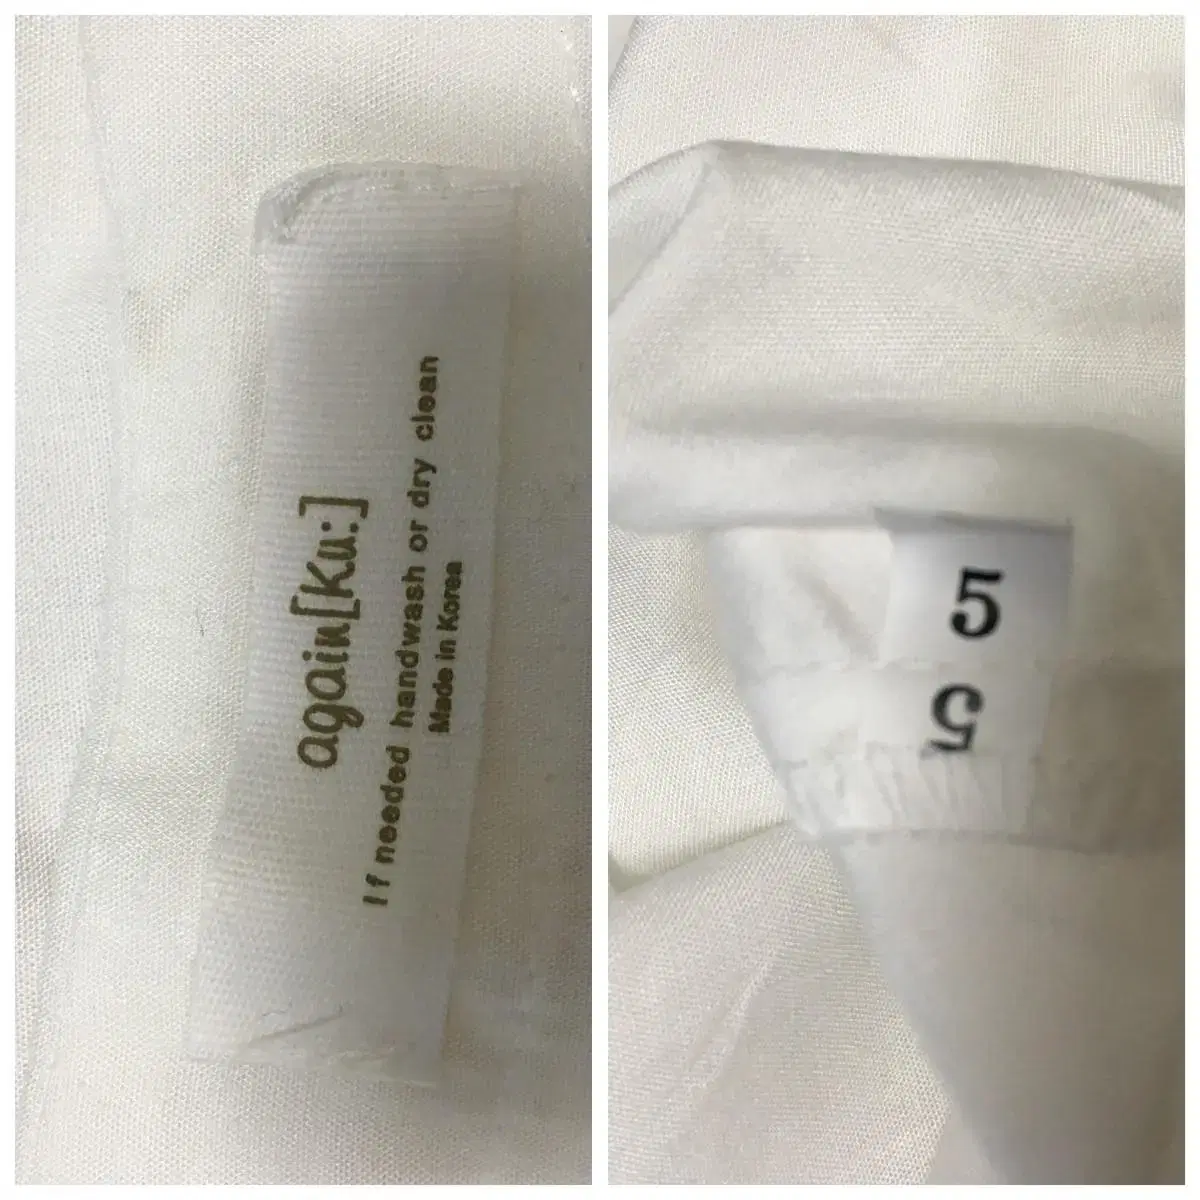 again[Ku:]
If needed handwash or dry clean
Made in Korea
5
5